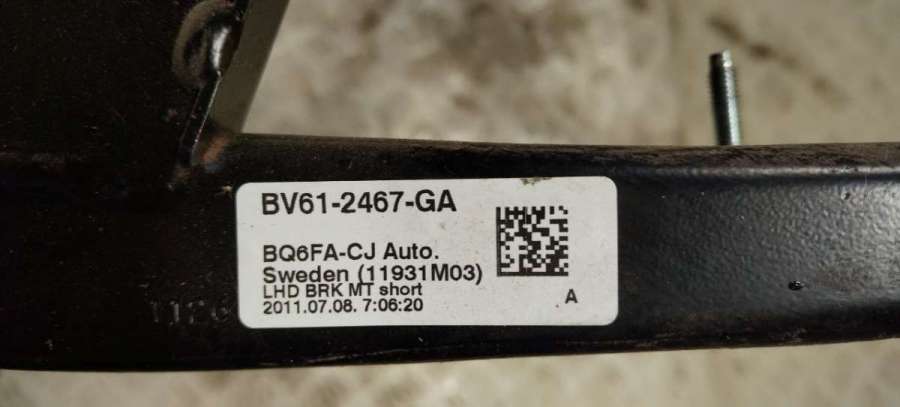 BV61-2467-GA
BQ6FA-CJ Auto.
Sweden (11931M03)
LHD BRK MT short
2011.07.08. 7:06:20
A